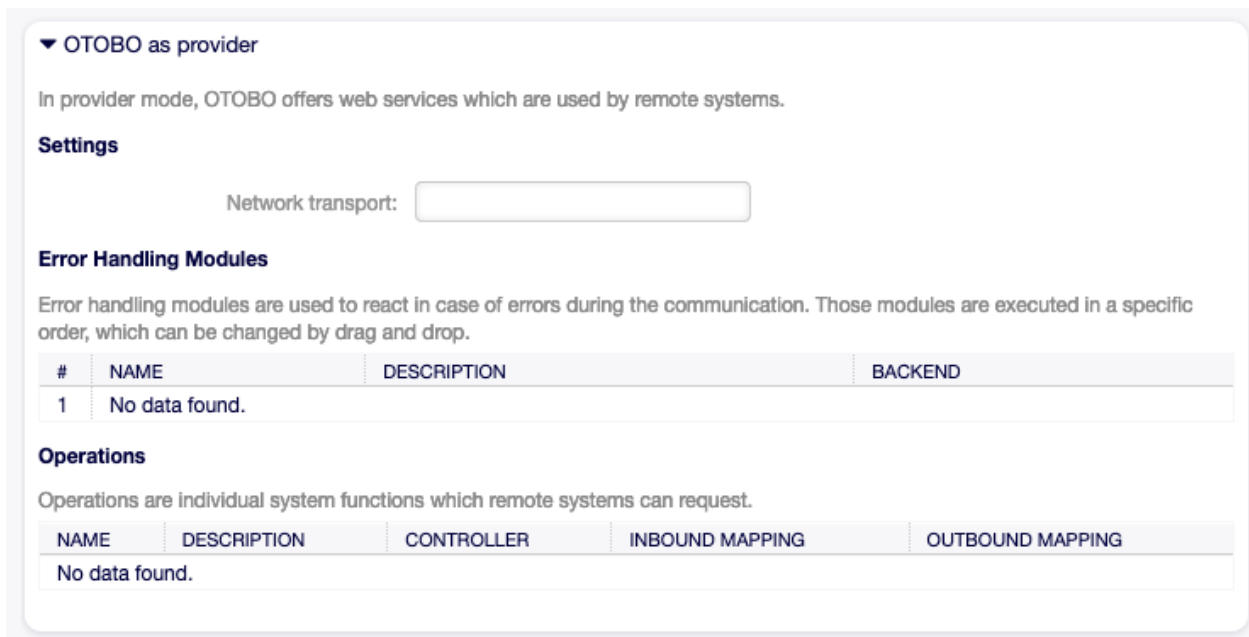 OTOBO as provider
In provider mode, OTOBO offers web services which are used by remote systems.
Settings
Network transport:
Error Handling Modules
Error handling modules are used to react in case of errors during the communication. Those modules are executed in a specific
order, which can be changed by drag and drop.
# NAME DESCRIPTION BACKEND
1 No data found.
Operations
Operations are individual system functions which remote systems can request.
NAME DESCRIPTION CONTROLLER INBOUND MAPPING OUTBOUND MAPPING
No data found.